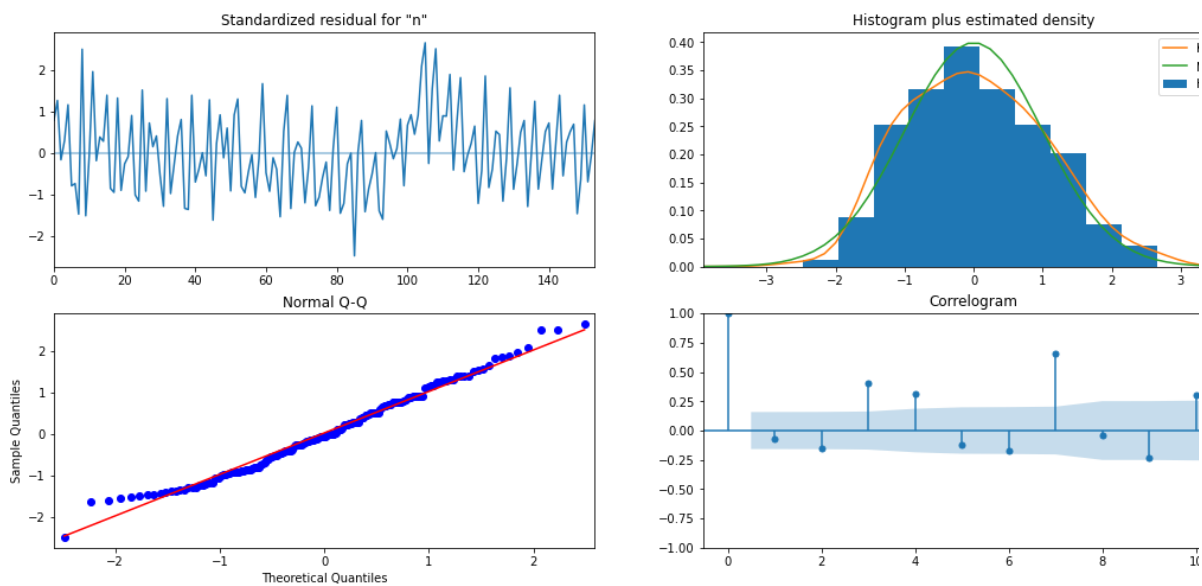 Standardized residual for "n"
2
1
0
−1
−2
0 20 40 60 80 100 120 140
Histogram plus estimated density
0.40
0.35
0.30
0.25
0.20
0.15
0.10
0.05
0.00
−3 −2 −1 0 1 2 3
H
N
H
Normal Q-Q
Sample Quantiles
2
1
0
−1
−2
−2 −1 0 1 2
Theoretical Quantiles
Correlogram
1.00
0.75
0.50
0.25
0.00
−0.25
−0.50
−0.75
−1.00
0 2 4 6 8 10